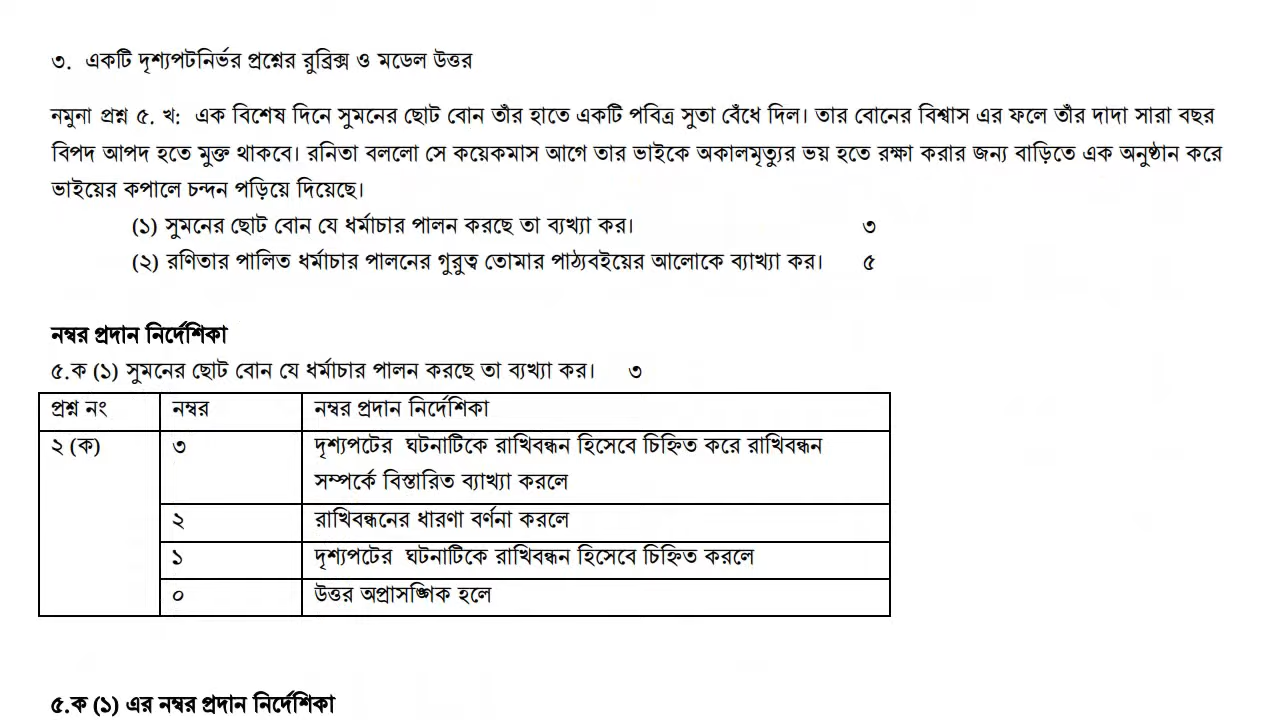 ৩. একটি দৃশ্যপটনির্ভর প্রশ্নের রুব্রিক্স ও মডেল উত্তর
নমুনা প্রশ্ন ৫. খ: এক বিশেষ দিনে সুমনের ছোট বোন তাঁর হাতে একটি পবিত্র সুতা বেঁধে দিল। তার বোনের বিশ্বাস এর ফলে তাঁর দাদা সারা বছর
বিপদ আপদ হতে মুক্ত থাকবে। রনিতা বললো সে কয়েকমাস আগে তার ভাইকে অকালমৃত্যুর ভয় হতে রক্ষা করার জন্য বাড়িতে এক অনুষ্ঠান করে
ভাইয়ের কপালে চন্দন পড়িয়ে দিয়েছে।
(১) সুমনের ছোট বোন যে ধর্মাচার পালন করছে তা ব্যখ্যা কর। ৩
(২) রণিতার পালিত ধর্মাচার পালনের গুরুত্ব তোমার পাঠ্যবইয়ের আলোকে ব্যাখ্যা কর। ৫
নম্বর প্রদান নির্দেশিকা
৫.ক (১) সুমনের ছোট বোন যে ধর্মাচার পালন করছে তা ব্যখ্যা কর। ৩
প্রশ্ন নং নম্বর নম্বর প্রদান নির্দেশিকা
২ (ক) ৩ দৃশ্যপটের ঘটনাটিকে রাখিবন্ধন হিসেবে চিহ্নিত করে রাখিবন্ধন
সম্পর্কে বিস্তারিত ব্যাখ্যা করলে
২ রাখিবন্ধনের ধারণা বর্ণনা করলে
১ দৃশ্যপটের ঘটনাটিকে রাখিবন্ধন হিসেবে চিহ্নিত করলে
০ উত্তর অপ্রাসঙ্গিক হলে
৫.ক (১) এর নম্বর প্রদান নির্দেশিকা